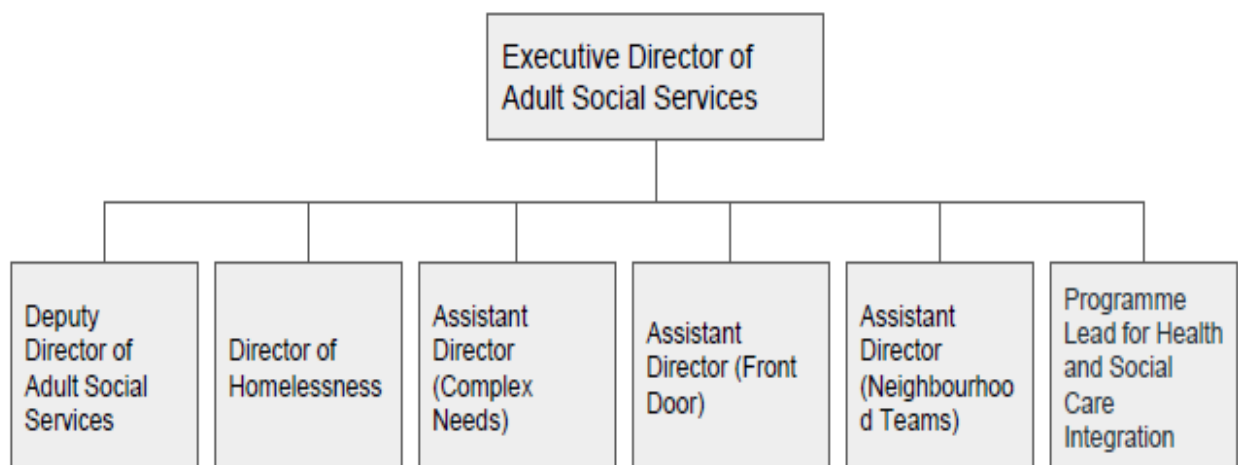 Executive Director of
Adult Social Services
Deputy
Director of
Adult Social
Services
Director of
Homelessness
Assistant
Director
(Complex
Needs)
Assistant
Director (Front
Door)
Assistant
Director
(Neighbourhoo
d Teams)
Programme
Lead for Health
and Social
Care
Integration